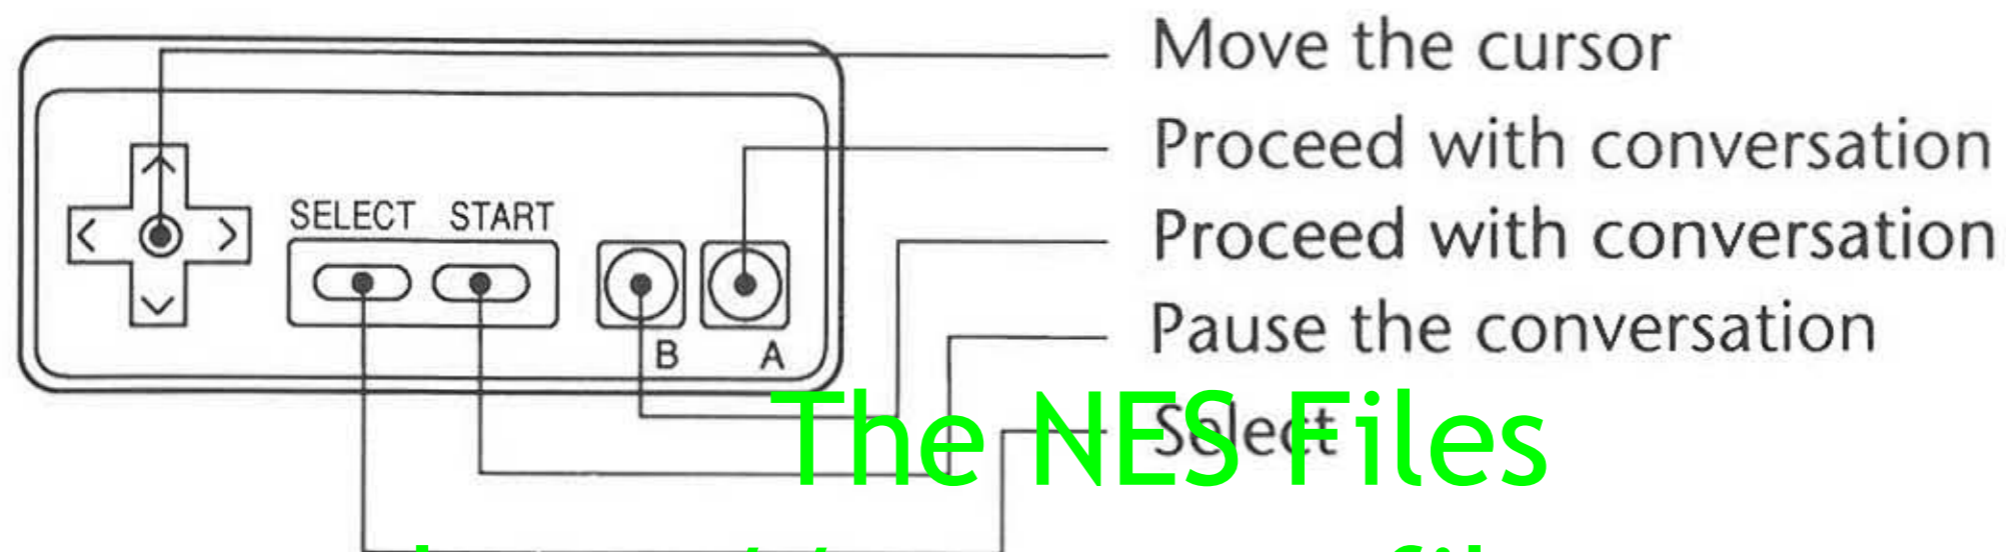 Move the cursor
Proceed with conversation
SELECT START
Proceed with conversation
Pause the conversation
B A
The NES Files
Select